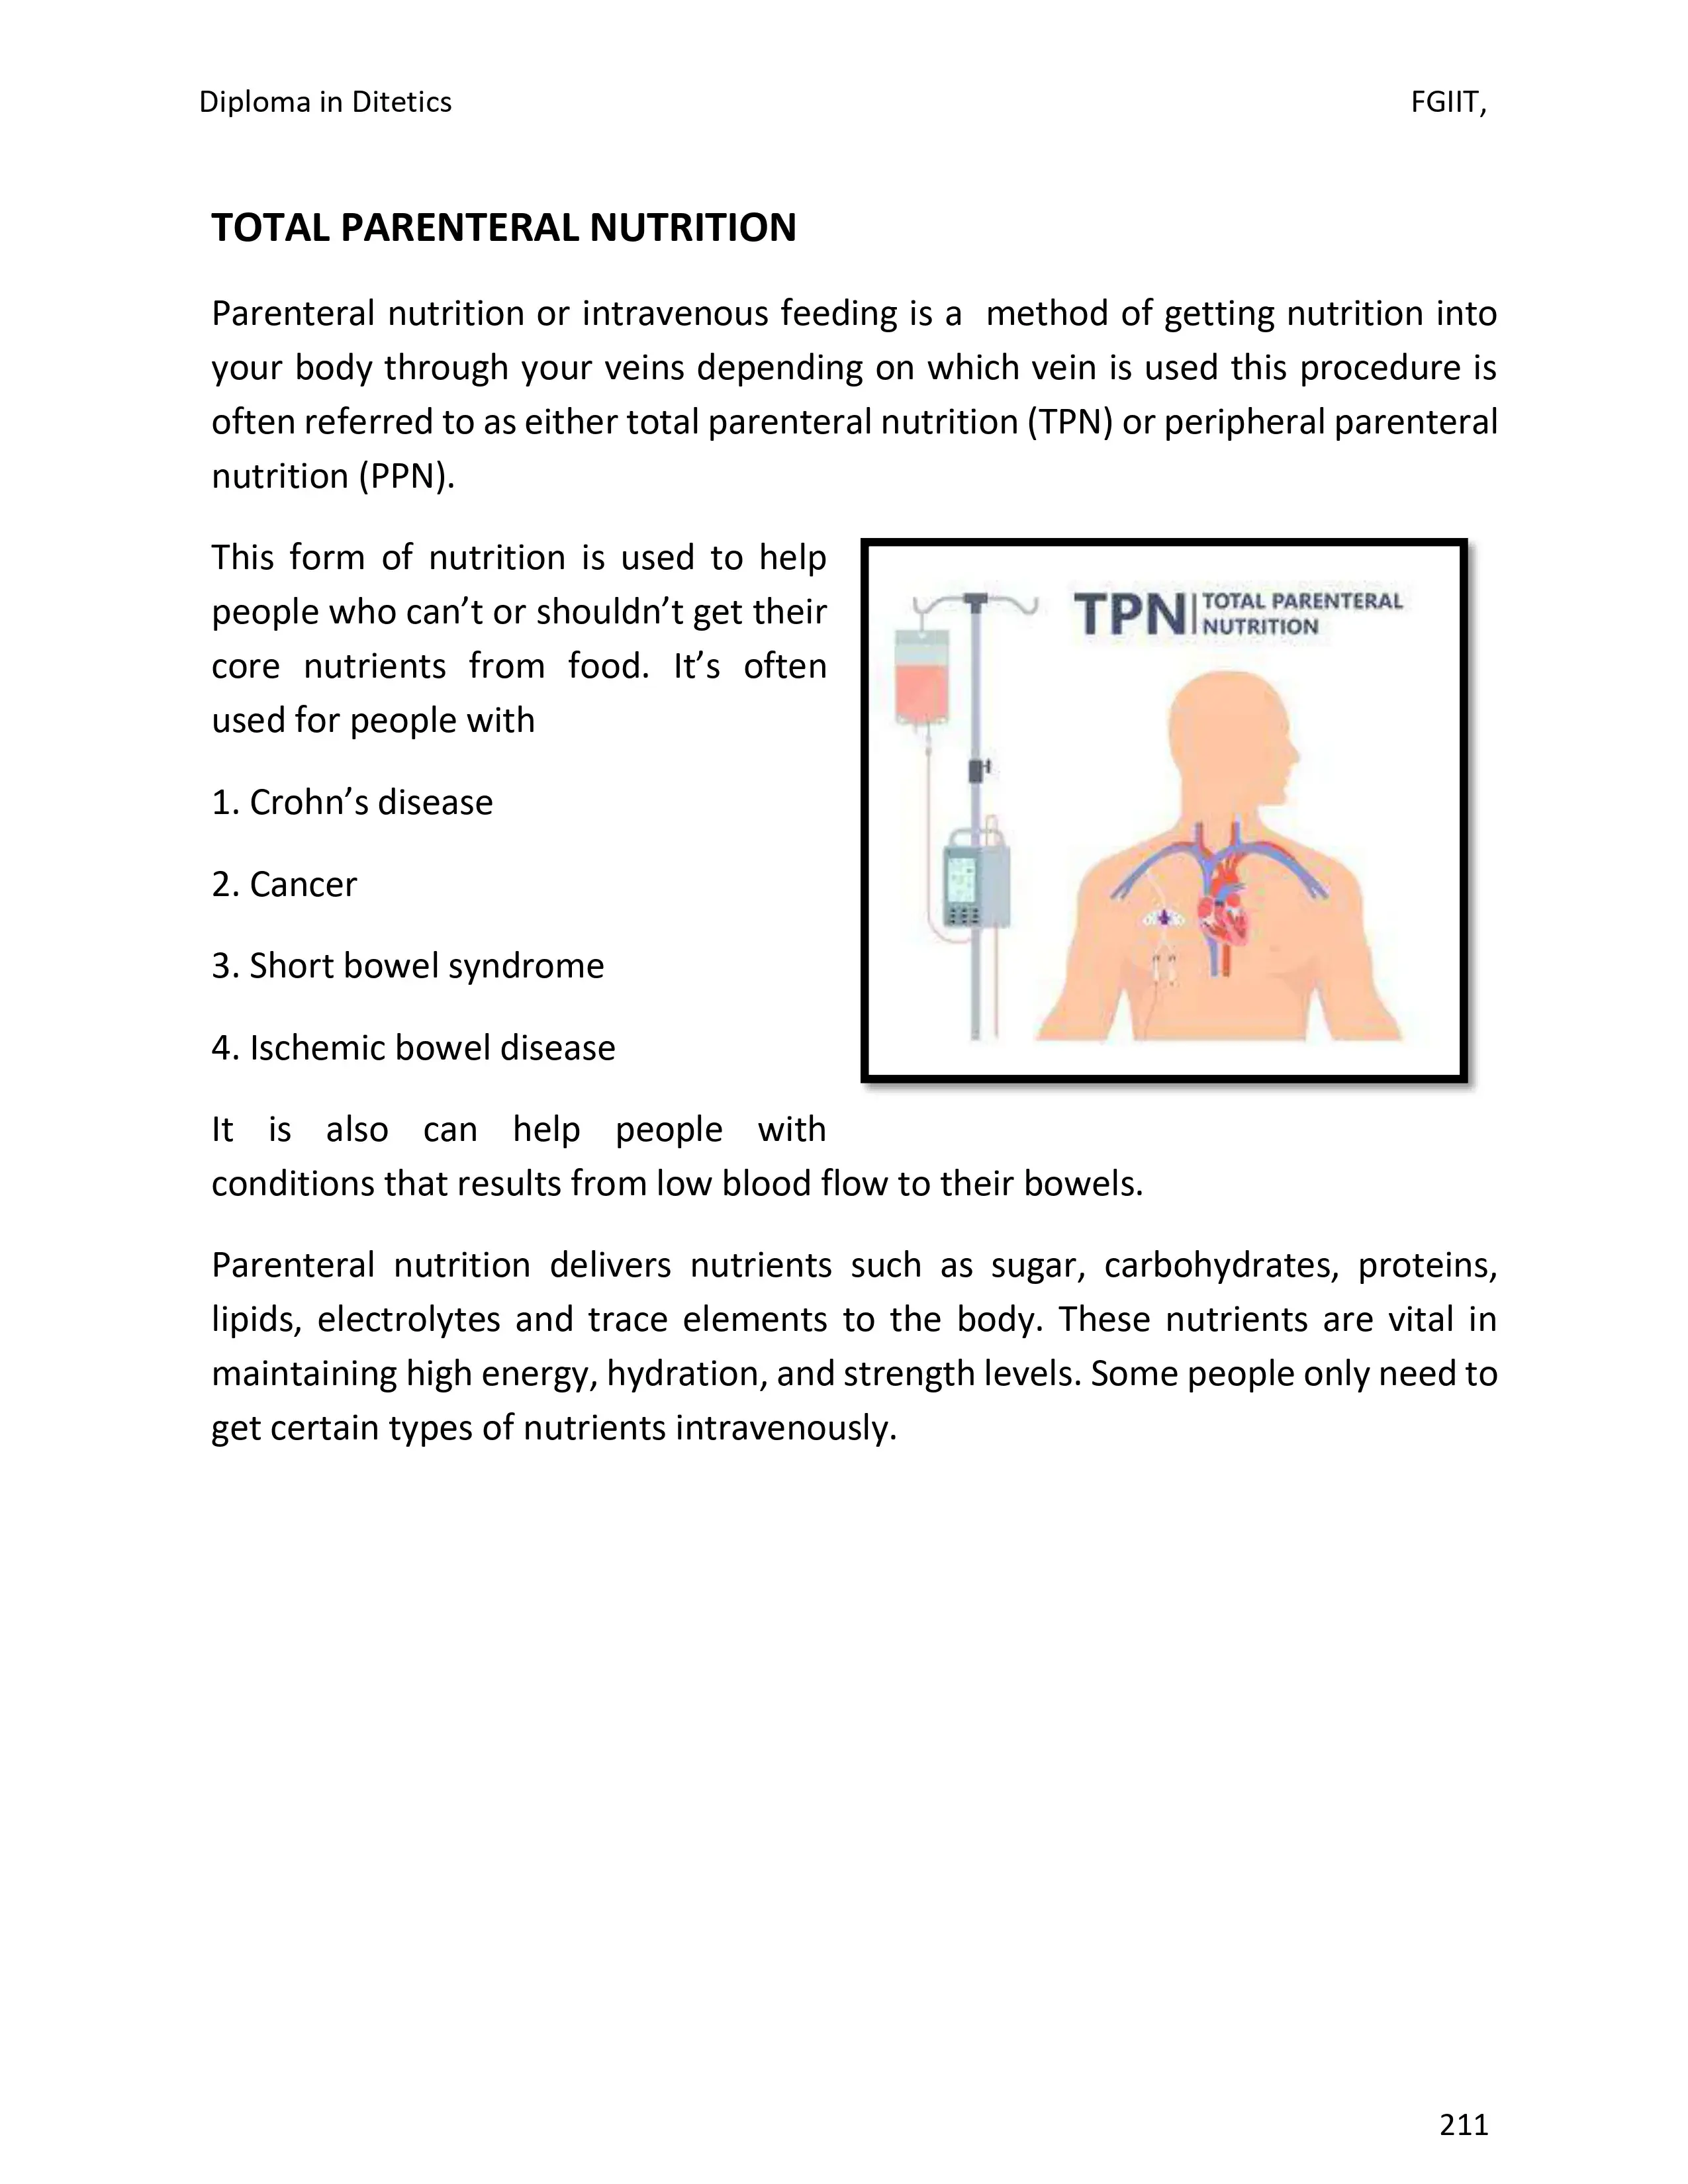 Diploma in Ditetics FGIIT,
TOTAL PARENTERAL NUTRITION
Parenteral nutrition or intravenous feeding is a  method of getting nutrition into
your body through your veins depending on which vein is used this procedure is
often referred to as either total parenteral nutrition (TPN) or peripheral parenteral
nutrition (PPN).
This form of nutrition is used to help
people who can’t or shouldn’t get their
core nutrients from food. It’s often
used for people with
1. Crohn’s disease
2. Cancer
3. Short bowel syndrome
4. Ischemic bowel disease
TPN
TOTAL PARENTERAL
NUTRITION
It is also can help people with
conditions that results from low blood flow to their bowels.
Parenteral nutrition delivers nutrients such as sugar, carbohydrates, proteins,
lipids, electrolytes and trace elements to the body. These nutrients are vital in
maintaining high energy, hydration, and strength levels. Some people only need to
get certain types of nutrients intravenously.
211